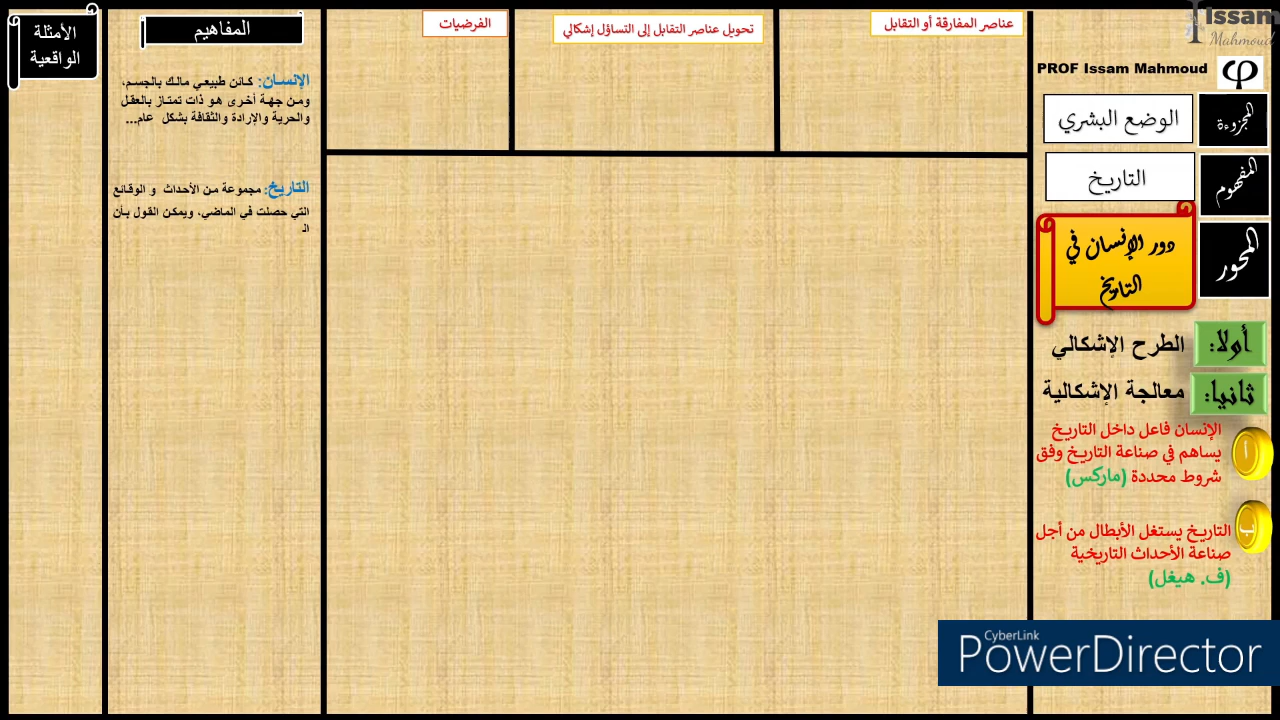 Issam
Mahmoud
PROF Issam Mahmoud
φ
المجزوءة
الوضع البشري
المفهوم
التاريخ
المحور
دور الإنسان في
التاريخ
أولا:
الطرح الإشكالي
ثانيا:
معالجة الإشكالية
أ
الإنسان فاعل داخل التاريخ
يساهم في صناعة التاريخ وفق
شروط محددة (ماركس)
ب
التاريخ يستغل الأبطال من أجل
صناعة الأحداث التاريخية
(ف. هيغل)
عناصر المفارقة أو التقابل
تحويل عناصر التقابل إلى التساؤل إشكالي
الفرضيات
المفاهيم
الإنسان: كائن طبيعي مالك بالجسم،
ومن جهة أخرى هو ذات تمتاز بالعقل
والحرية والإرادة والثقافة بشكل عام...
التاريخ: مجموعة من الأحداث و الوقائع
التي حصلت في الماضي، ويمكن القول بأن
الـ
الأمثلة
الواقعية
CyberLink
PowerDirector